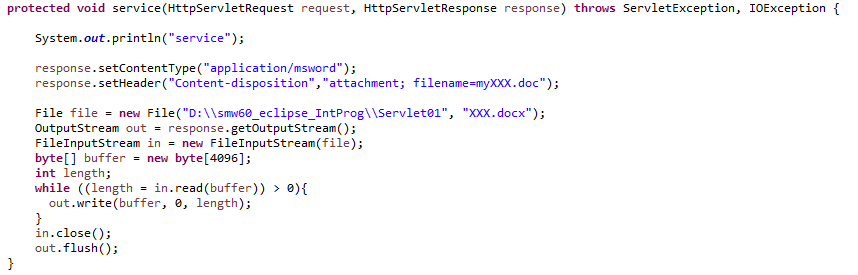 protected void service(HttpServletRequest request, HttpServletResponse response) throws ServletException, IOException {
System.out.println("service");
response.setContentType("application/msword");
response.setHeader("Content-disposition","attachment; filename=myXXX.doc");
File file = new File("D:\\smw60_eclipse_IntProg\\Servlet01", "XXX.docx");
OutputStream out = response.getOutputStream();
FileInputStream in = new FileInputStream(file);
byte[] buffer = new byte[4096];
int length;
while ((length = in.read(buffer)) > 0){
out.write(buffer, 0, length);
}
in.close();
out.flush();
}